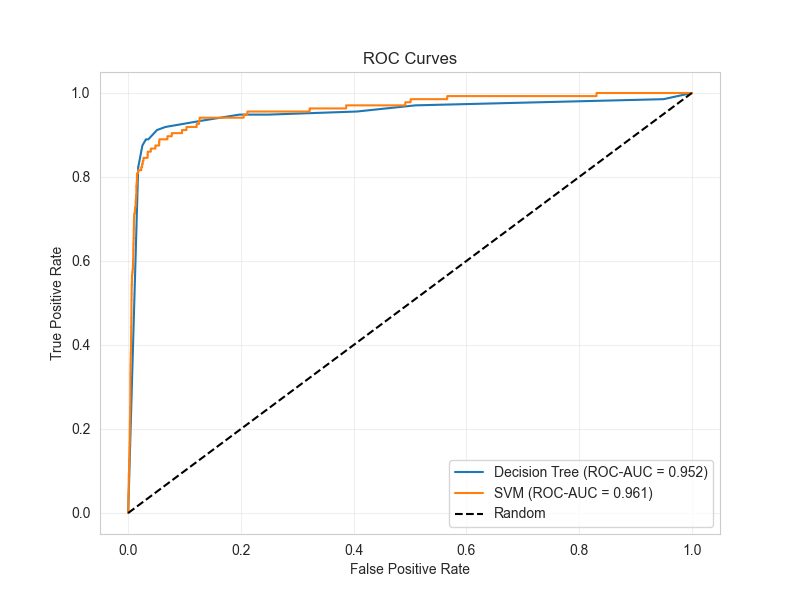 ROC Curves
True Positive Rate
1.0
0.8
0.6
0.4
0.2
0.0
0.0 0.2 0.4 0.6 0.8 1.0
False Positive Rate
Decision Tree (ROC-AUC = 0.952)
SVM (ROC-AUC = 0.961)
Random